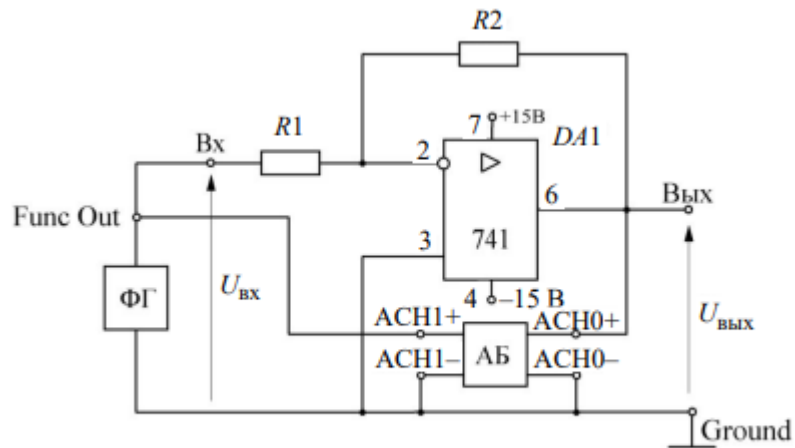 R2
R1
Вх
7
+15В
DA1
2
6
Вых
Func Out
3
741
ФГ
Uвх
4
–15 В
Uвых
ACH1+
ACH0+
АБ
ACH1–
ACH0–
Ground